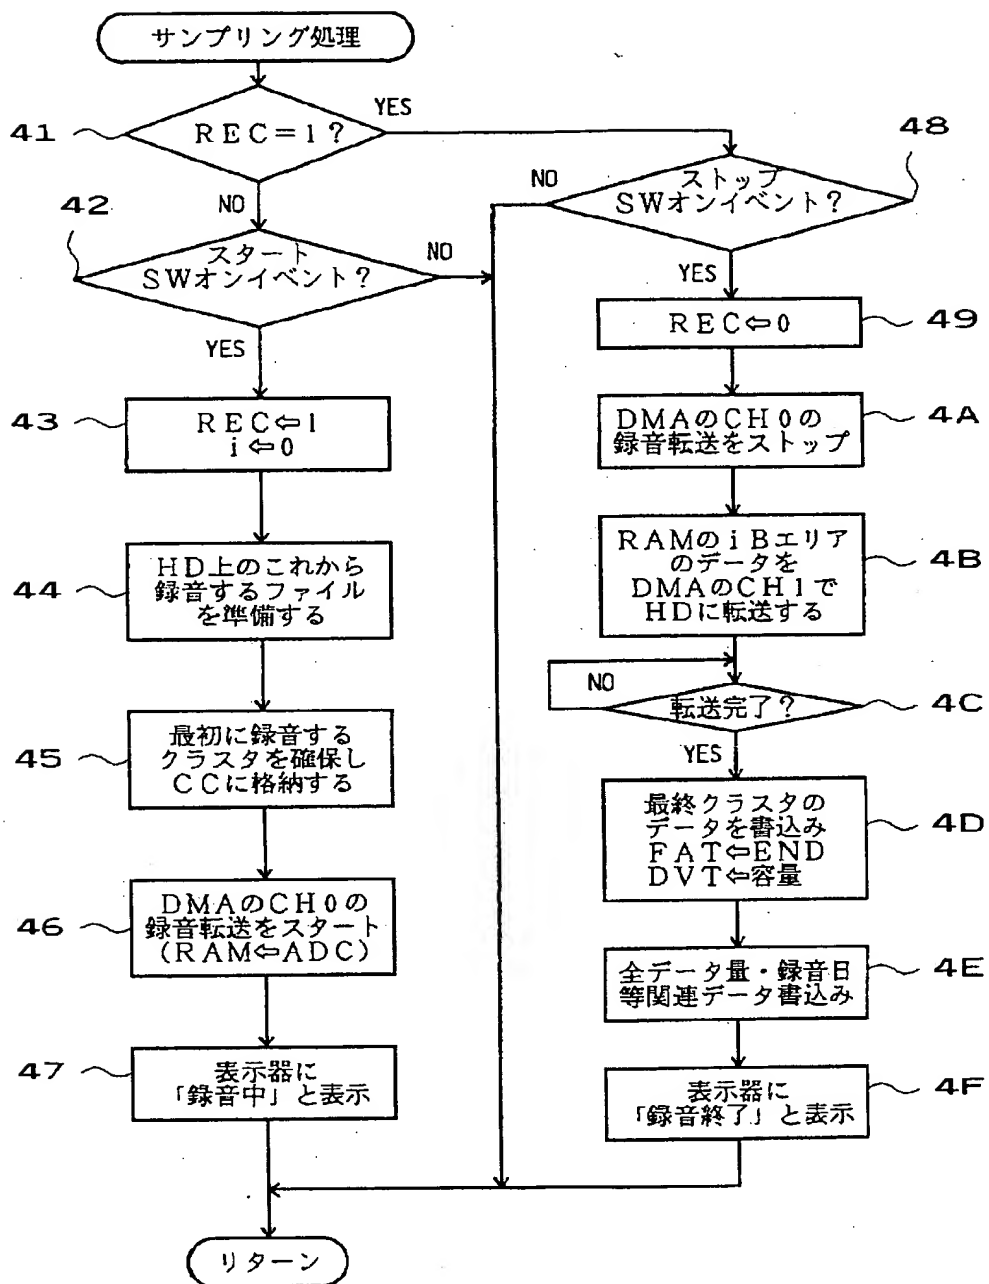 サンプリング処理
41
REC=1?
YES
NO
42
スタート
SWオンイベント?
NO
YES
43
REC⇦1
i⇦0
44
HD上のこれから
録音するファイル
を準備する
45
最初に録音する
クラスタを確保し
CCに格納する
46
DMAのCH0の
録音転送をスタート
(RAM⇦ADC)
47
表示器に
「録音中」と表示
リターン
48
ストップ
SWオンイベント?
NO
YES
REC⇦0
49
DMAのCH0の
録音転送をストップ
4A
RAMのiBエリア
のデータを
DMAのCH1で
HDに転送する
4B
転送完了?
4C
NO
YES
最終クラスタの
データを書込み
FAT⇦END
DVT⇦容量
4D
全データ量・録音日
等関連データ書込み
4E
表示器に
「録音終了」と表示
4F